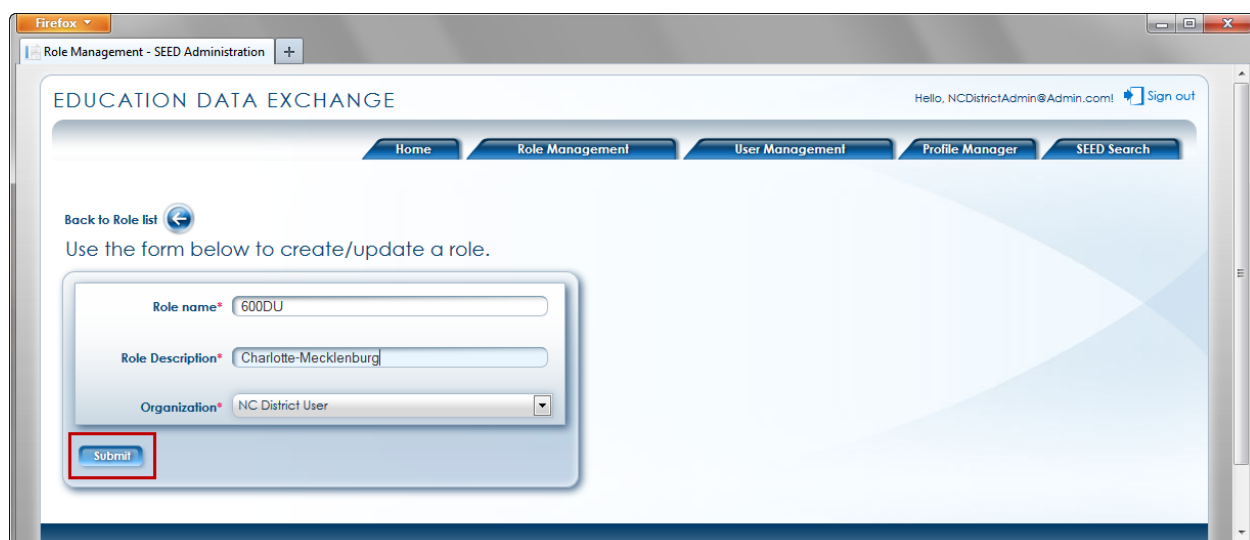 Firefox
Role Management - SEED Administration +
EDUCATION DATA EXCHANGE
Hello, NCDistrictAdmin@Admin.com! Sign out
Home Role Management User Management Profile Manager SEED Search
Back to Role list
Use the form below to create/update a role.
Role name* 600DU
Role Description* Charlotte-Mecklenburg
Organization* NC District User
Submit